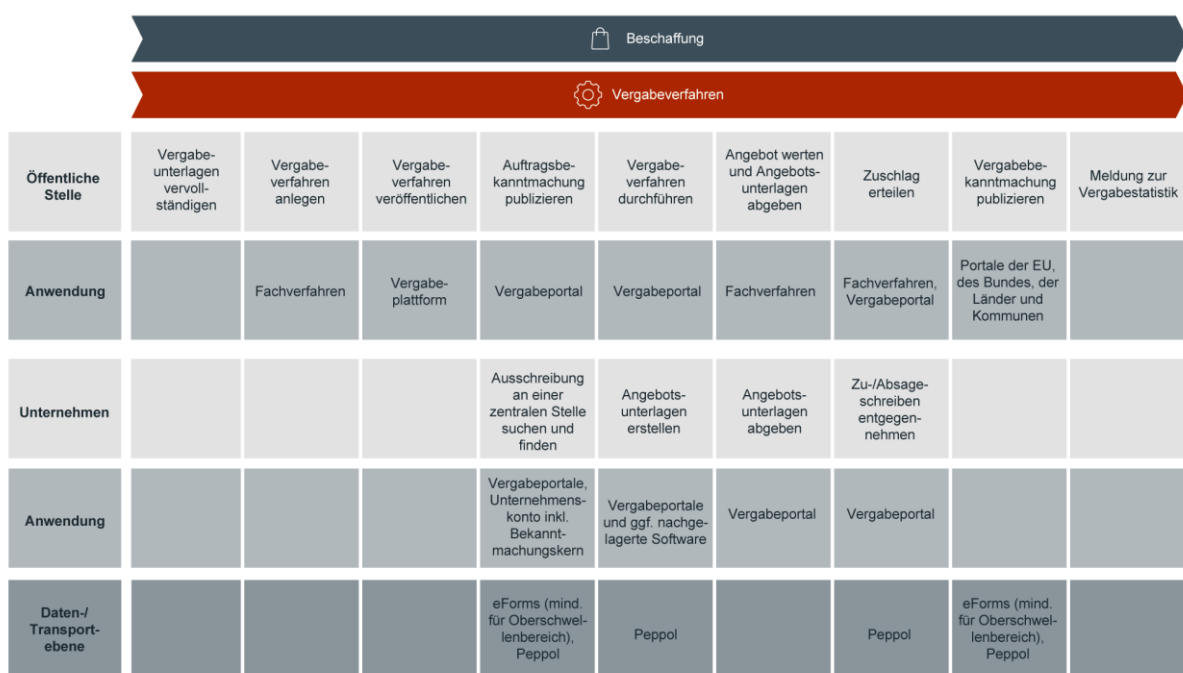 Beschaffung
Vergabeverfahren
Öffentliche
Stelle
Vergabe-
unterlagen
vervoll-
ständigen
Vergabe-
verfahren
anlegen
Vergabe-
verfahren
veröffentlichen
Auftragsbe-
kanntmachung
publizieren
Vergabe-
verfahren
durchführen
Angebot werten
und Angebots-
unterlagen
abgeben
Zuschlag
erteilen
Vergabebe-
kanntmachung
publizieren
Meldung zur
Vergabestatistik
Anwendung
Fachverfahren
Vergabe-
plattform
Vergabeportal
Vergabeportal
Fachverfahren
Fachverfahren,
Vergabeportal
Portale der EU,
des Bundes, der
Länder und
Kommunen
Unternehmen
Ausschreibung
an einer
zentralen Stelle
suchen und
finden
Angebots-
unterlagen
erstellen
Angebots-
unterlagen
abgeben
Zu-/Absage-
schreiben
entgegen-
nehmen
Anwendung
Vergabeportale,
Unternehmens-
konto inkl.
Bekannt-
machungskern
Vergabeportale
und ggf. nachge-
lagerte Software
Vergabeportal
Vergabeportal
Daten-/
Transport-
ebene
eForms (mind.
für Oberschwel-
lenbereich),
Peppol
Peppol
Peppol
eForms (mind.
für Oberschwel-
lenbereich),
Peppol